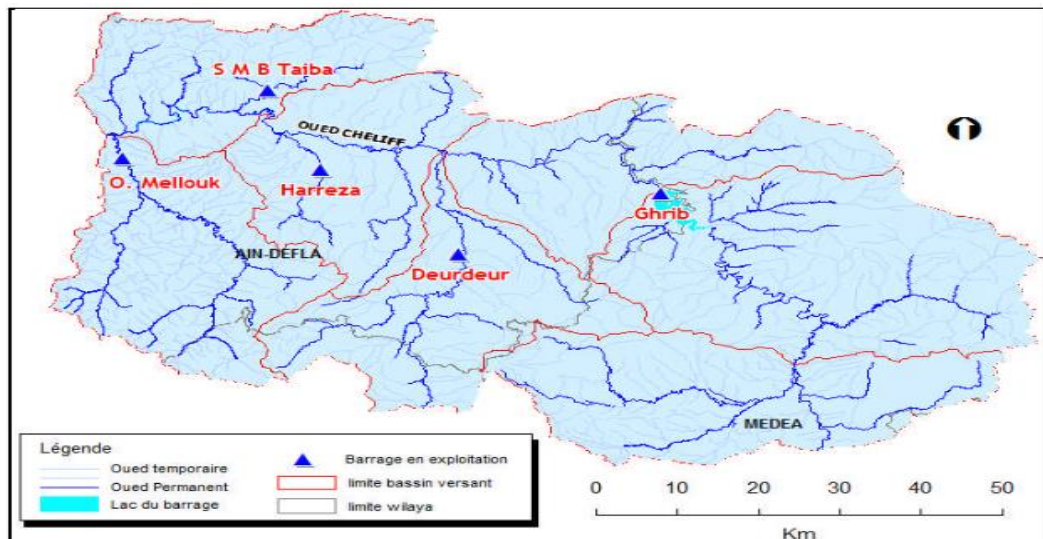 S M B Taiba
OUED CHELIFF
O. Mellouk
Harreza
Ghrib
AIN-DEFLA
Deurdeur
MEDEA
Légende
Oued temporaire
Oued Permanent
Lac du barrage
Barrage en exploitation
limite bassin versant
limite wilaya
0 10 20 30 40 50
Km